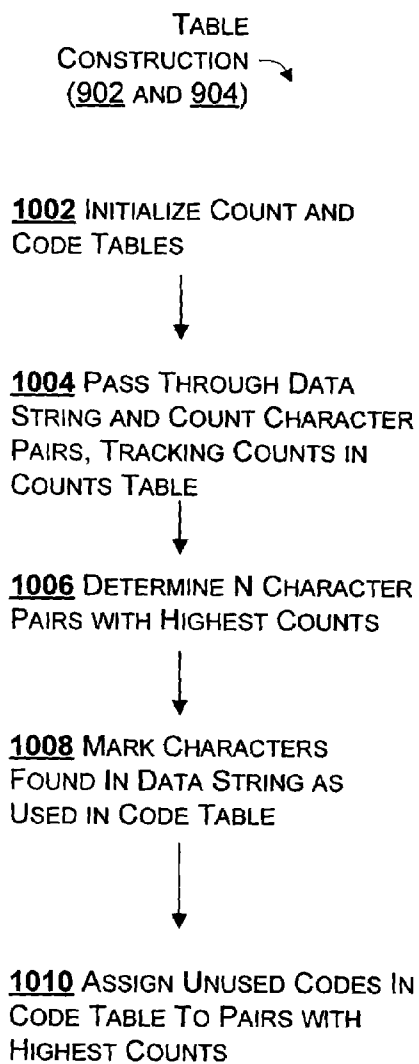 TABLE
CONSTRUCTION
(902 AND 904)
1002 INITIALIZE COUNT AND
CODE TABLES
1004 PASS THROUGH DATA
STRING AND COUNT CHARACTER
PAIRS, TRACKING COUNTS IN
COUNTS TABLE
1006 DETERMINE N CHARACTER
PAIRS WITH HIGHEST COUNTS
1008 MARK CHARACTERS
FOUND IN DATA STRING AS
USED IN CODE TABLE
1010 ASSIGN UNUSED CODES IN
CODE TABLE TO PAIRS WITH
HIGHEST COUNTS